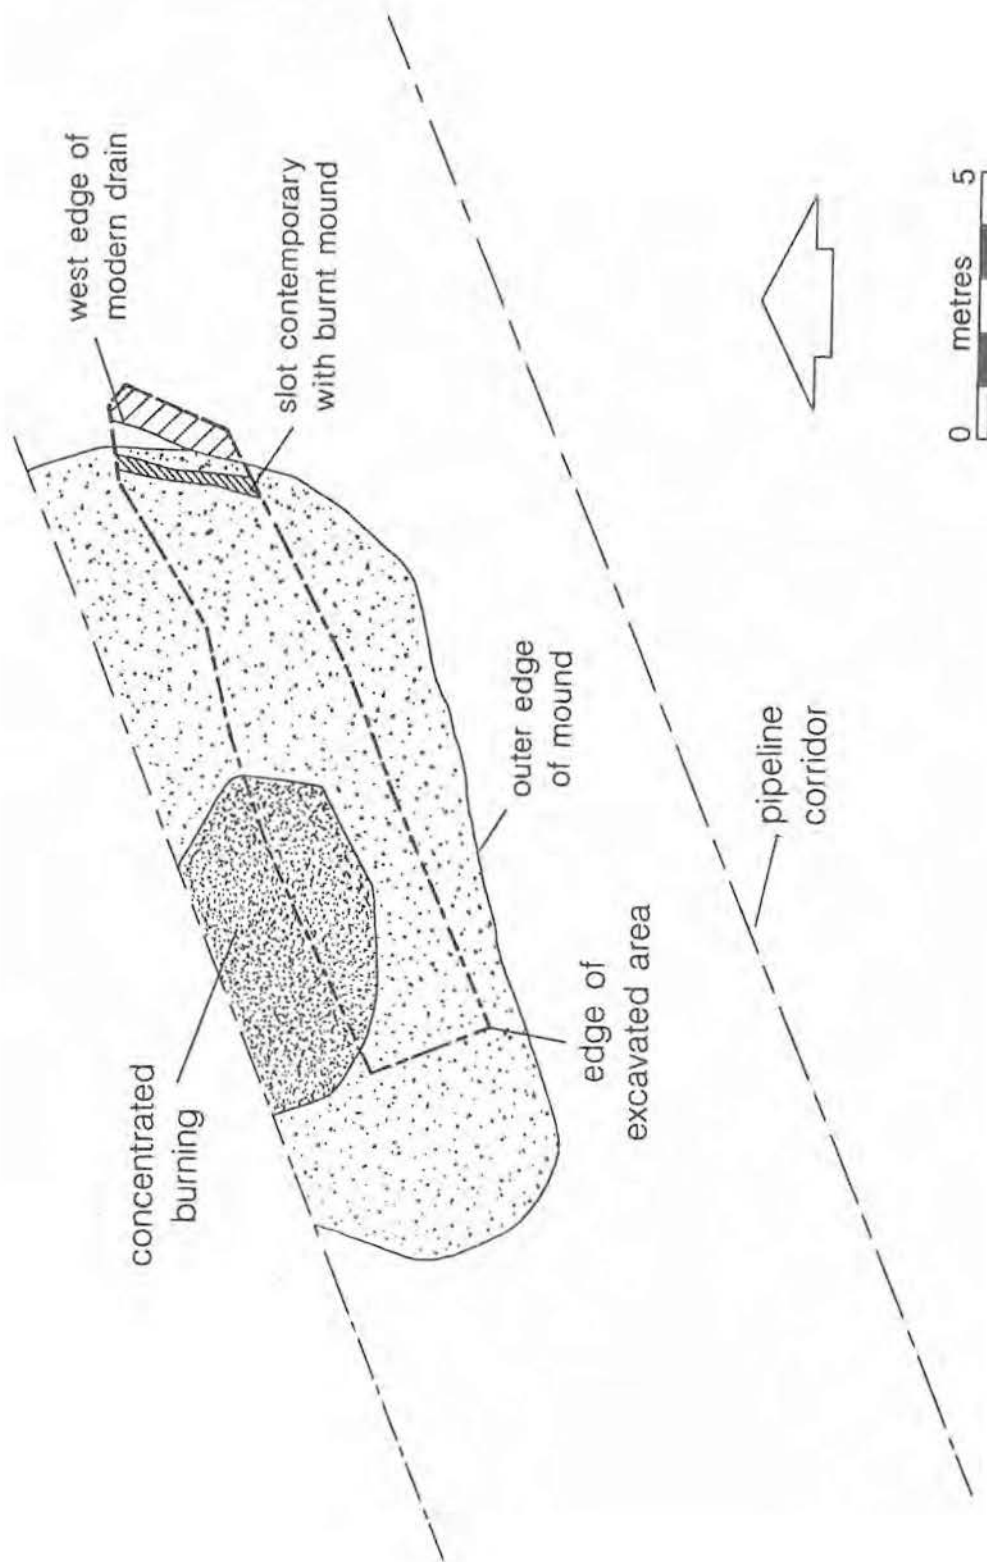 west edge of
modern drain
slot contemporary
with burnt mound
concentrated
burning
outer edge
of mound
edge of
excavated area
pipeline
corridor
0 metres 5